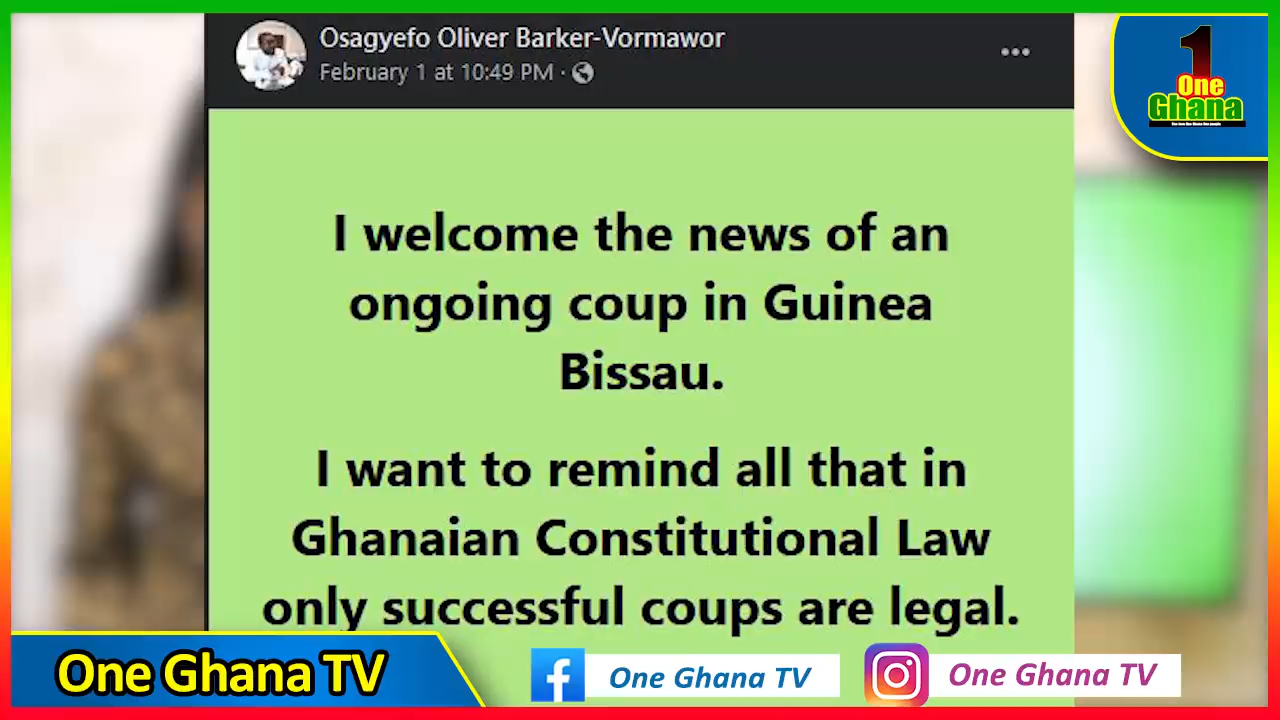 Osagyefo Oliver Barker-Vormawor
February 1 at 10:49 PM ·
1
One
Ghana
I welcome the news of an
ongoing coup in Guinea
Bissau.
I want to remind all that in
Ghanaian Constitutional Law
only successful coups are legal.
One Ghana TV
One Ghana TV
One Ghana TV